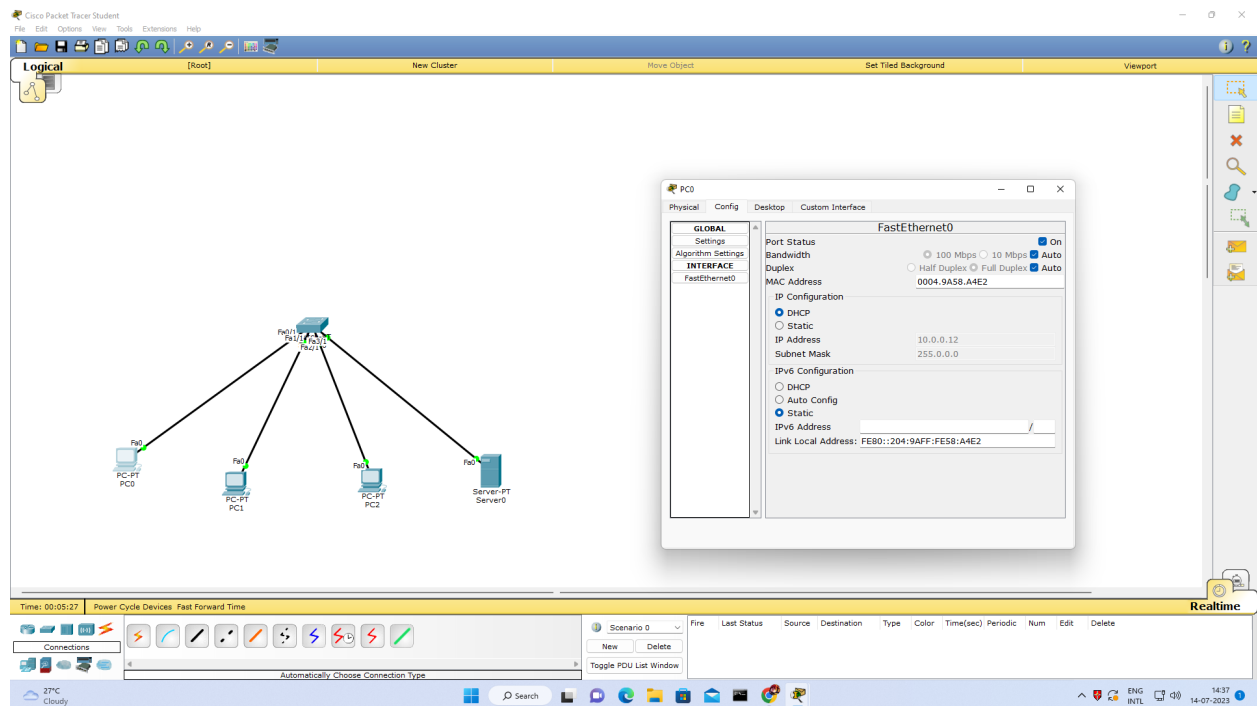 Cisco Packet Tracer Student
File Edit Options View Tools Extensions Help
Logical [Root] New Cluster Move Object Set Tiled Background Viewport
PC0
Physical Config Desktop Custom Interface
GLOBAL
Settings
Algorithm Settings
INTERFACE
FastEthernet0
FastEthernet0
Port Status On
Bandwidth 100 Mbps 10 Mbps Auto
Duplex Half Duplex Full Duplex Auto
MAC Address 0004.9A58.A4E2
IP Configuration
DHCP
Static
IP Address 10.0.0.12
Subnet Mask 255.0.0.0
IPv6 Configuration
DHCP
Auto Config
Static
IPv6 Address /
Link Local Address: FE80::204:9AFF:FE58:A4E2
Fa0/1
Fa1/1 Fa3/1
Fa2/1
Fa0
PC-PT
PC0
Fa0
PC-PT
PC1
Fa0
PC-PT
PC2
Fa0
Server-PT
Server0
Time: 00:05:27 Power Cycle Devices Fast Forward Time Realtime
Connections
Automatically Choose Connection Type
Scenario 0
New Delete
Toggle PDU List Window
Fire Last Status Source Destination Type Color Time(sec) Periodic Num Edit Delete
27°C
Cloudy
Search
ENG
INTL
14:37
14-07-2023
1